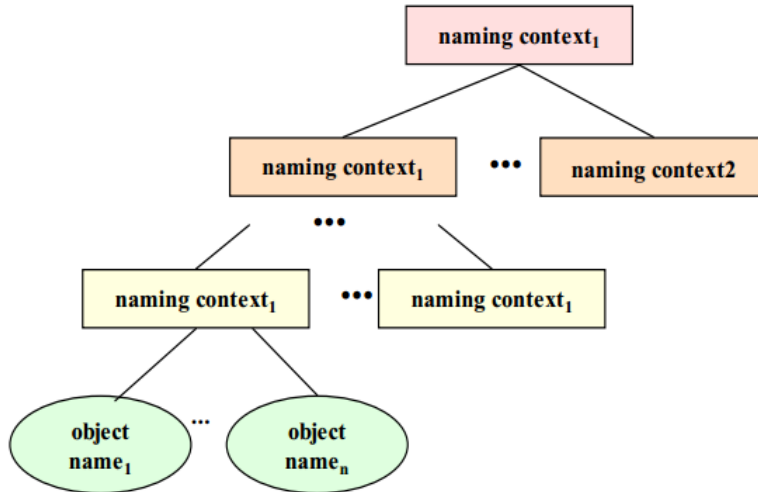 naming context₁
naming context₁ ••• naming context2
•••
naming context₁ ••• naming context₁
...
object
name₁
object
nameₙ